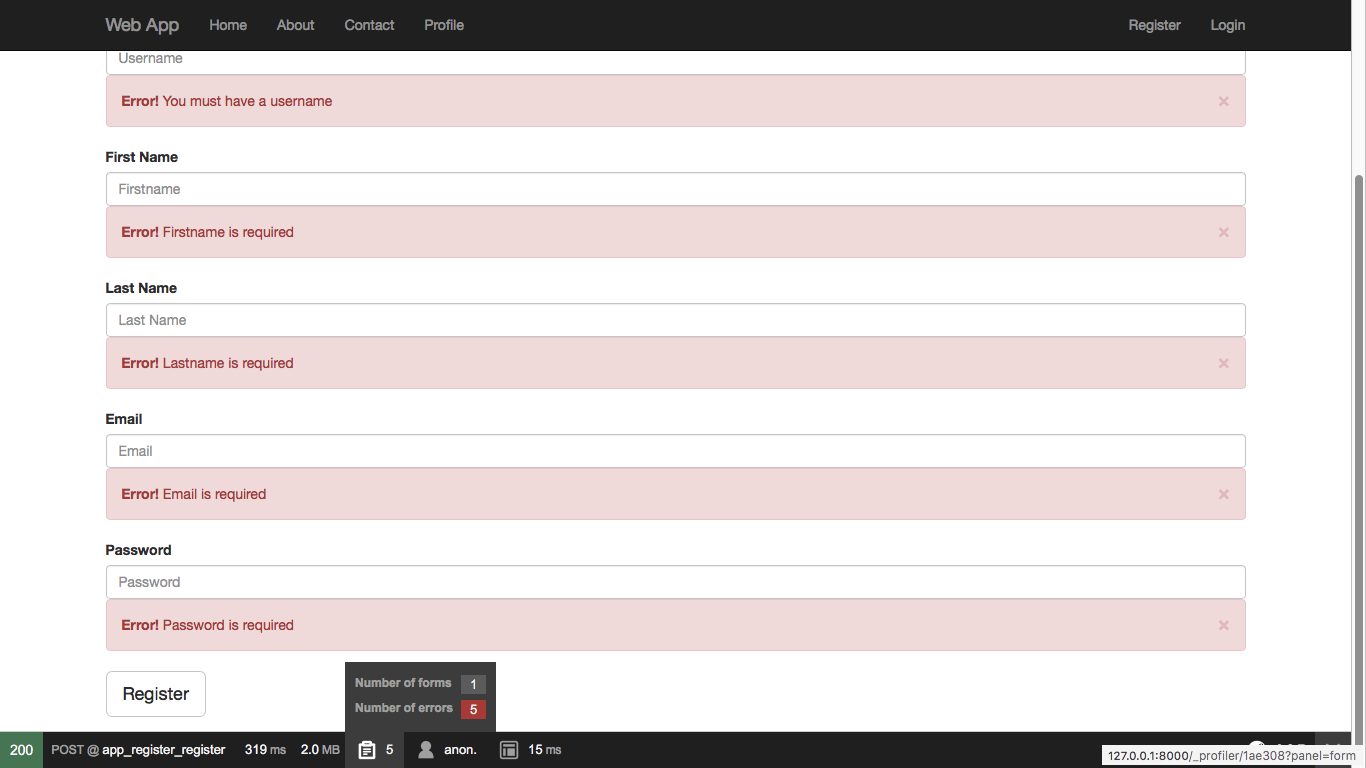 Web App Home About Contact Profile Register Login
Username
Error! You must have a username ×
First Name
Firstname
Error! Firstname is required ×
Last Name
Last Name
Error! Lastname is required ×
Email
Email
Error! Email is required ×
Password
Password
Error! Password is required ×
Register
Number of forms 1
Number of errors 5
200 POST @ app_register_register 319 ms 2.0 MB 5 anon. 15 ms
127.0.0.1:8000/_profiler/1ae308?panel=form